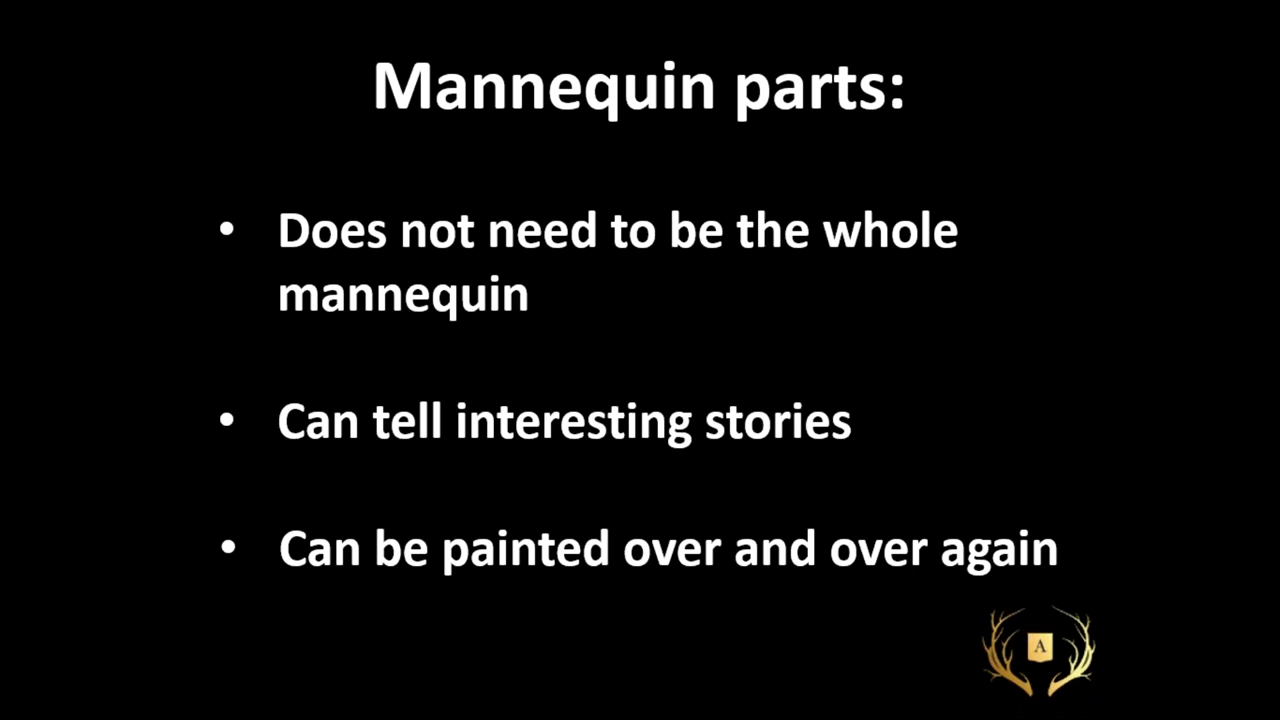 Mannequin parts:
• Does not need to be the whole
mannequin
• Can tell interesting stories
• Can be painted over and over again
A